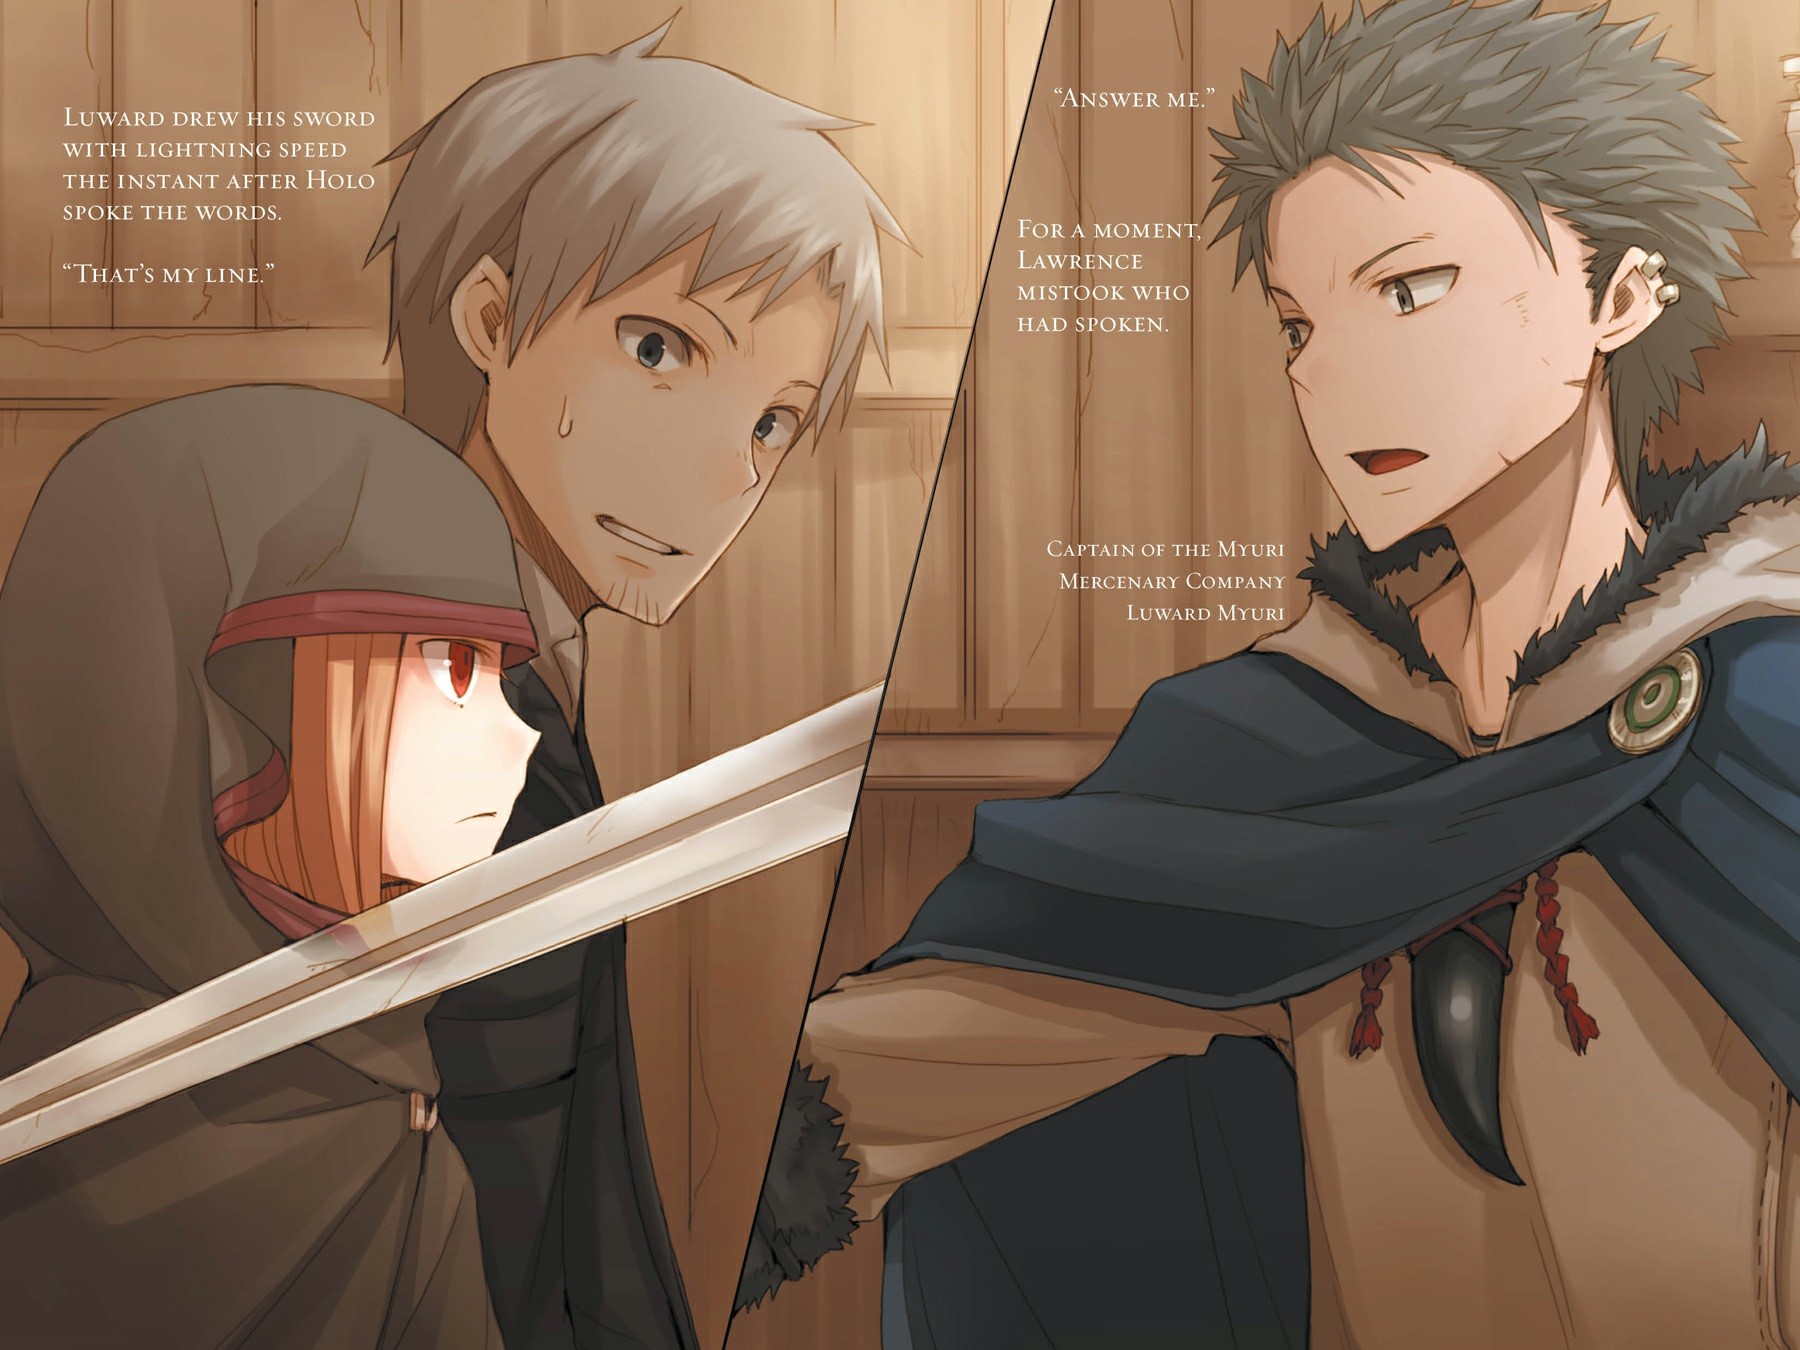 Luward drew his sword
with lightning speed
the instant after Holo
spoke the words.
“That’s my line.”
“Answer me.”
For a moment,
Lawrence
mistook who
had spoken.
Captain of the Myuri
Mercenary Company
Luward Myuri